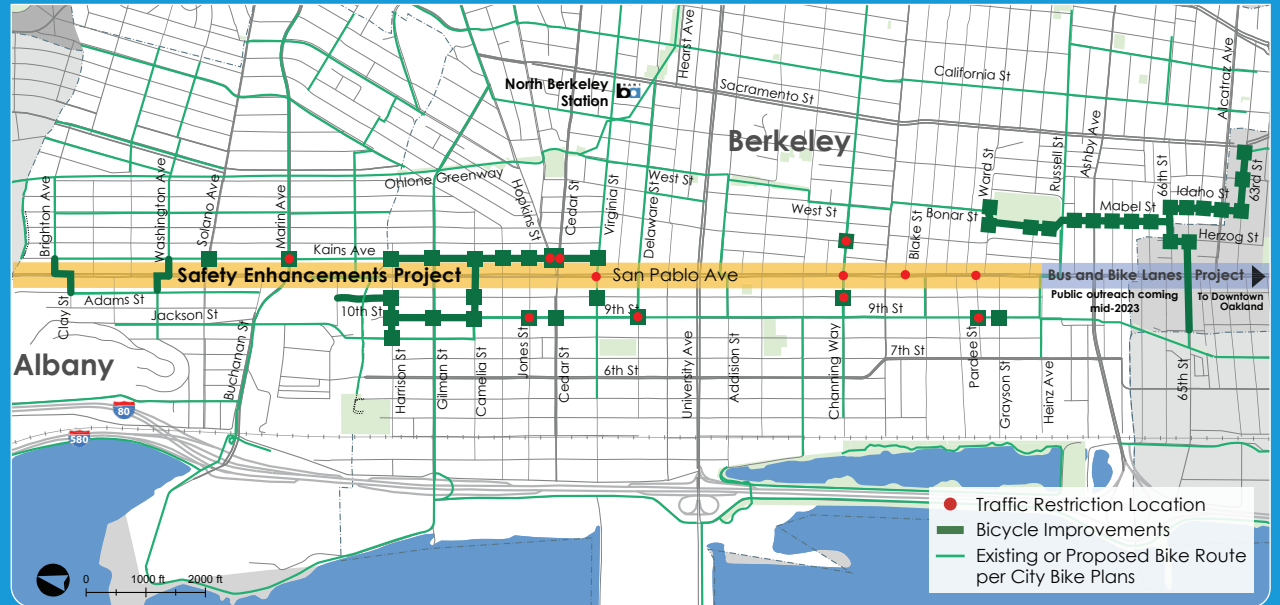 Hearst Ave
Alcatraz Ave
California St
North Berkeley
Station
ba
Sacramento St
Berkeley
Ashby Ave
Russell St
Ward St
66th St
63rd St
Brighton Ave
Washington Ave
Solano Ave
Marin Ave
Ohlone Greenway
Hopkins St
Cedar St
Virginia St
Delaware St
West St
West St
Blake St
Bonar St
Mabel St
Idaho St
Herzog St
Kains Ave
Safety Enhancements Project
San Pablo Ave
Bus and Bike Lanes Project
Public outreach coming
mid-2023
To Downtown
Oakland
Clay St
Adams St
Jackson St
10th St
9th St
9th St
Albany
Buchanan St
Harrison St
Gilman St
Camelia St
Jones St
Cedar St
6th St
University Ave
Addison St
Channing Way
7th St
Pardee St
Grayson St
Heinz Ave
65th St
80
580
Traffic Restriction Location
Bicycle Improvements
Existing or Proposed Bike Route
per City Bike Plans
0 1000 ft 2000 ft